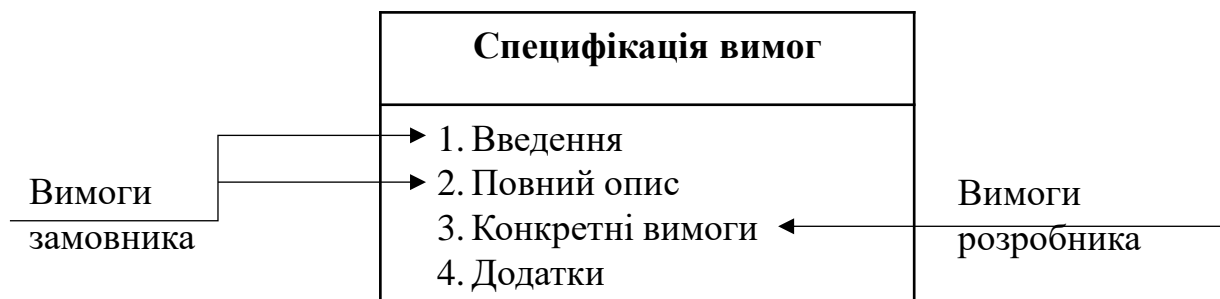 Специфікація вимог
1. Введення
2. Повний опис
3. Конкретні вимоги
4. Додатки
Вимоги
замовника
Вимоги
розробника